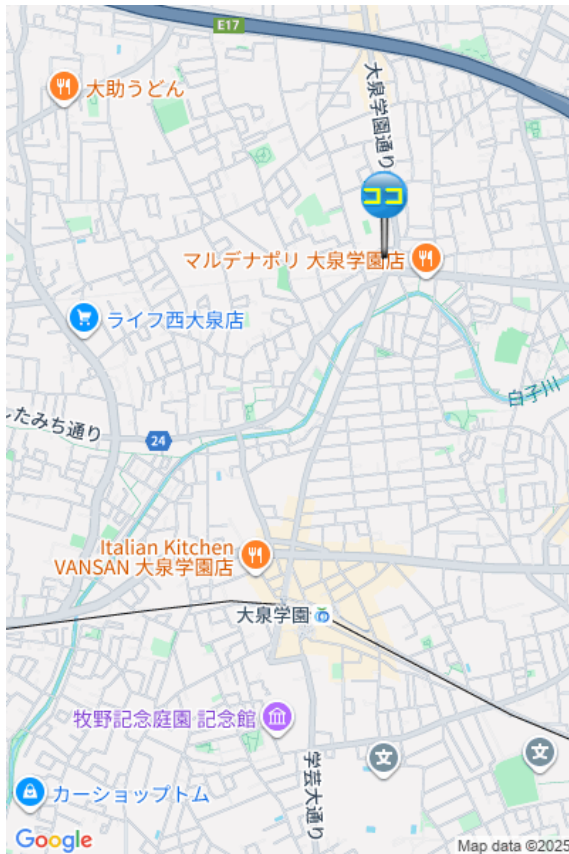 E17
大助うどん
大泉学園通り
ココ
マルデナポリ 大泉学園店
ライフ西大泉店
白子川
したみち通り
24
Italian Kitchen
VANSAN 大泉学園店
大泉学園
牧野記念庭園 記念館
文
文
学芸大通り
カーショップトム
Google
Map data ©2025